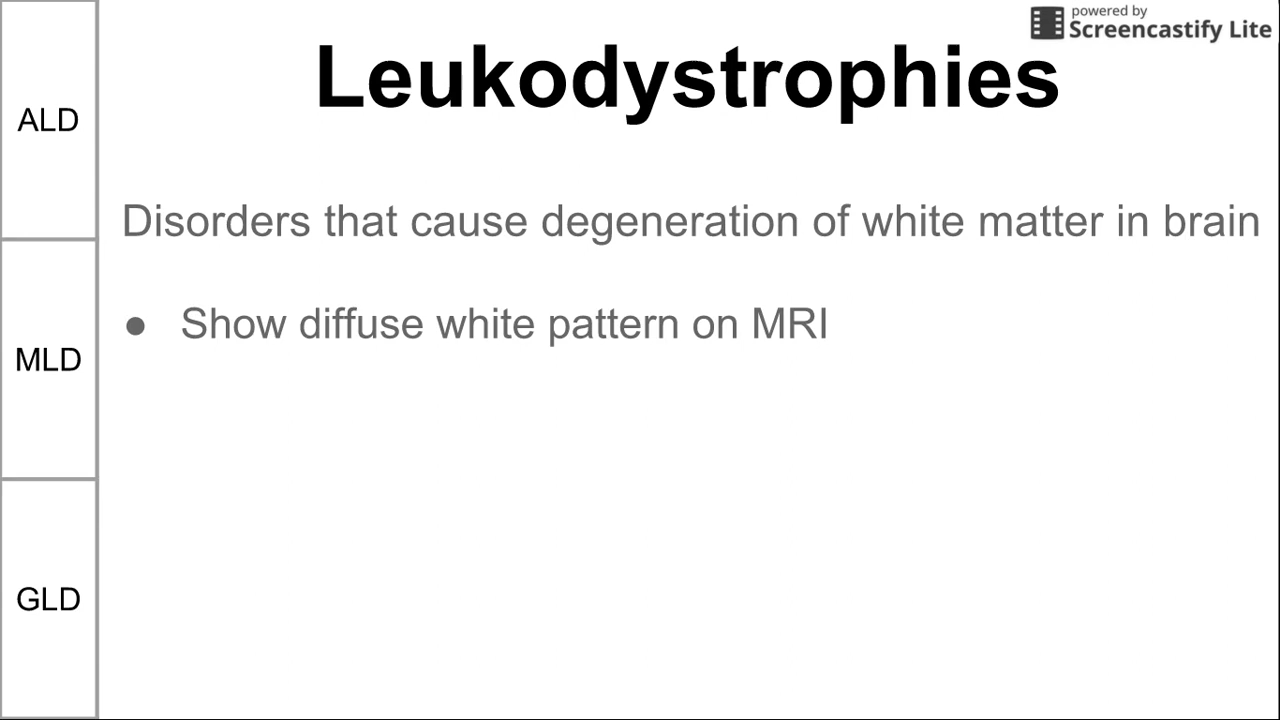 powered by
Screencastify Lite
Leukodystrophies
ALD
Disorders that cause degeneration of white matter in brain
● Show diffuse white pattern on MRI
MLD
GLD